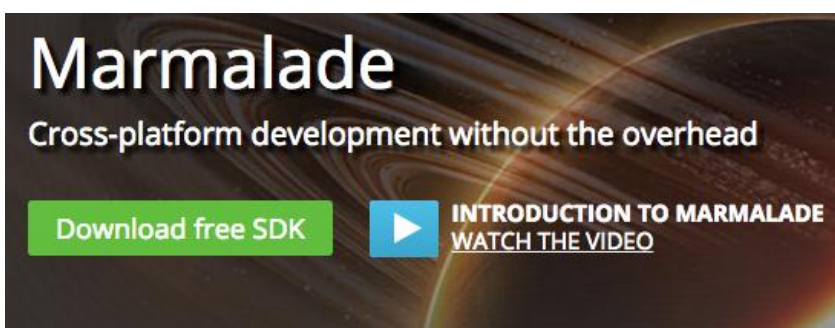 Marmalade
Cross-platform development without the overhead
Download free SDK
INTRODUCTION TO MARMALADE
WATCH THE VIDEO